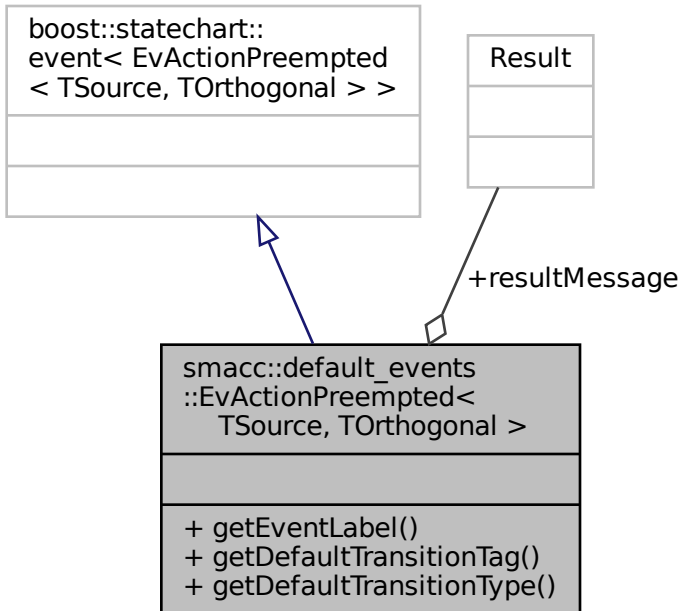 boost::statechart::
event< EvActionPreempted
< TSource, TOrthogonal > >
Result
+resultMessage
smacc::default_events
::EvActionPreempted<
TSource, TOrthogonal >
+ getEventLabel()
+ getDefaultTransitionTag()
+ getDefaultTransitionType()